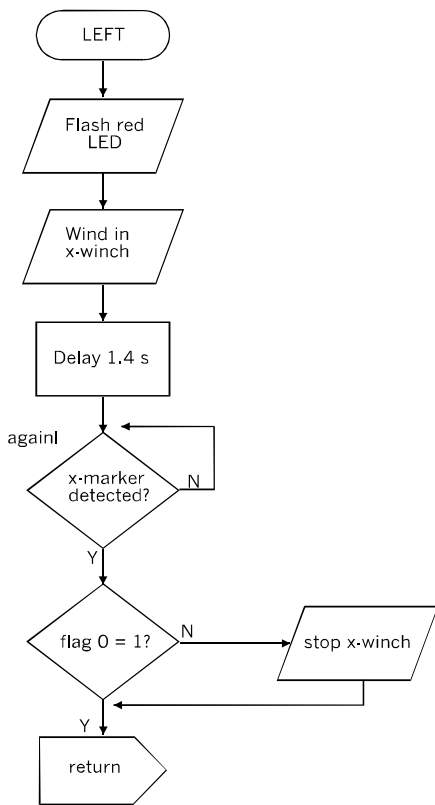 LEFT
Flash red
LED
Wind in
x-winch
Delay 1.4 s
againl
x-marker
detected?
N
Y
flag 0 = 1?
N
stop x-winch
Y
return